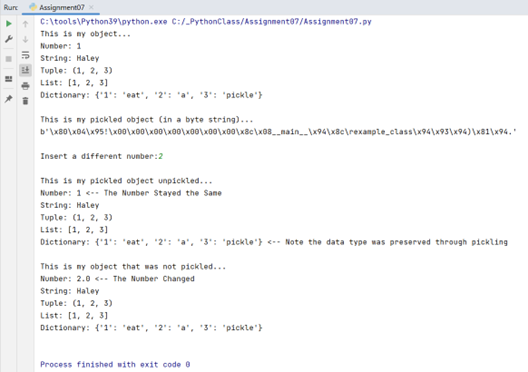 Run: Assignment07
C:\tools\Python39\python.exe C:/_PythonClass/Assignment07/Assignment07.py
This is my object...
Number: 1
String: Haley
Tuple: (1, 2, 3)
List: [1, 2, 3]
Dictionary: {'1': 'eat', '2': 'a', '3': 'pickle'}
This is my pickled object (in a byte string)...
b'\x80\x04\x95!\x00\x00\x00\x00\x00\x00\x00\x8c\x08__main__\x94\x8c\rexample_class\x94\x93\x94)\x81\x94.'
Insert a different number:2
This is my pickled object unpickled...
Number: 1 <-- The Number Stayed the Same
String: Haley
Tuple: (1, 2, 3)
List: [1, 2, 3]
Dictionary: {'1': 'eat', '2': 'a', '3': 'pickle'} <-- Note the data type was preserved through pickling
This is my object that was not pickled...
Number: 2.0 <-- The Number Changed
String: Haley
Tuple: (1, 2, 3)
List: [1, 2, 3]
Dictionary: {'1': 'eat', '2': 'a', '3': 'pickle'}
Process finished with exit code 0